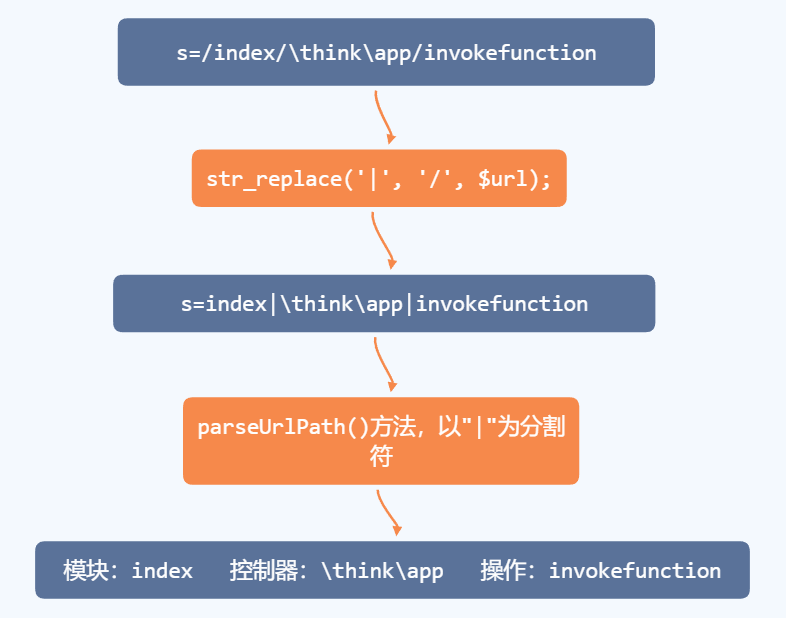 s=/index/\think\app/invokefunction
str_replace('|', '/', $url);
s=index|\think\app|invokefunction
parseUrlPath()方法，以"|"为分割
符
模块：index 控制器：\think\app 操作：invokefunction